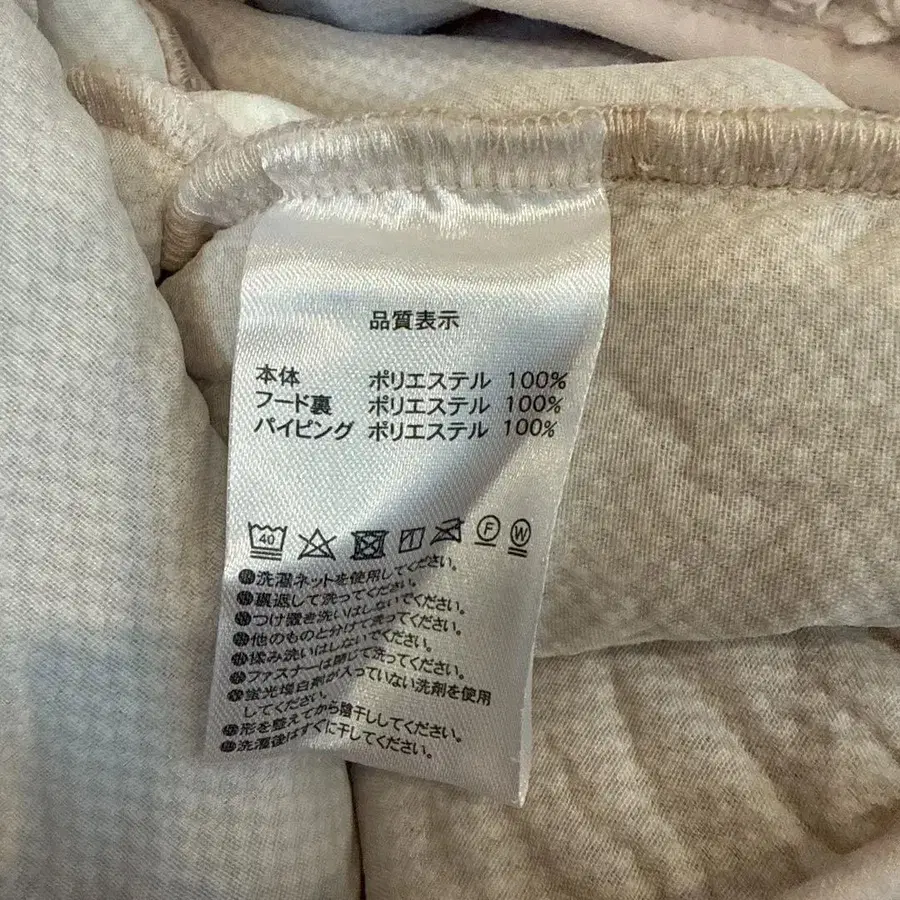 品質表示
本体 ポリエステル 100%
フード裏 ポリエステル 100%
パイピング ポリエステル 100%
40 F W
●洗濯ネットを使用してください。
●裏返して洗ってください。
●つけ置き洗いはしないでください。
●他のものと分けて洗ってください。
●揉み洗いはしないでください。
●ファスナーは閉じて洗ってください。
●蛍光増白剤が入っていない洗剤を使用
してください。
●形を整えてから陰干ししてください。
●洗濯後はすぐに干してください。